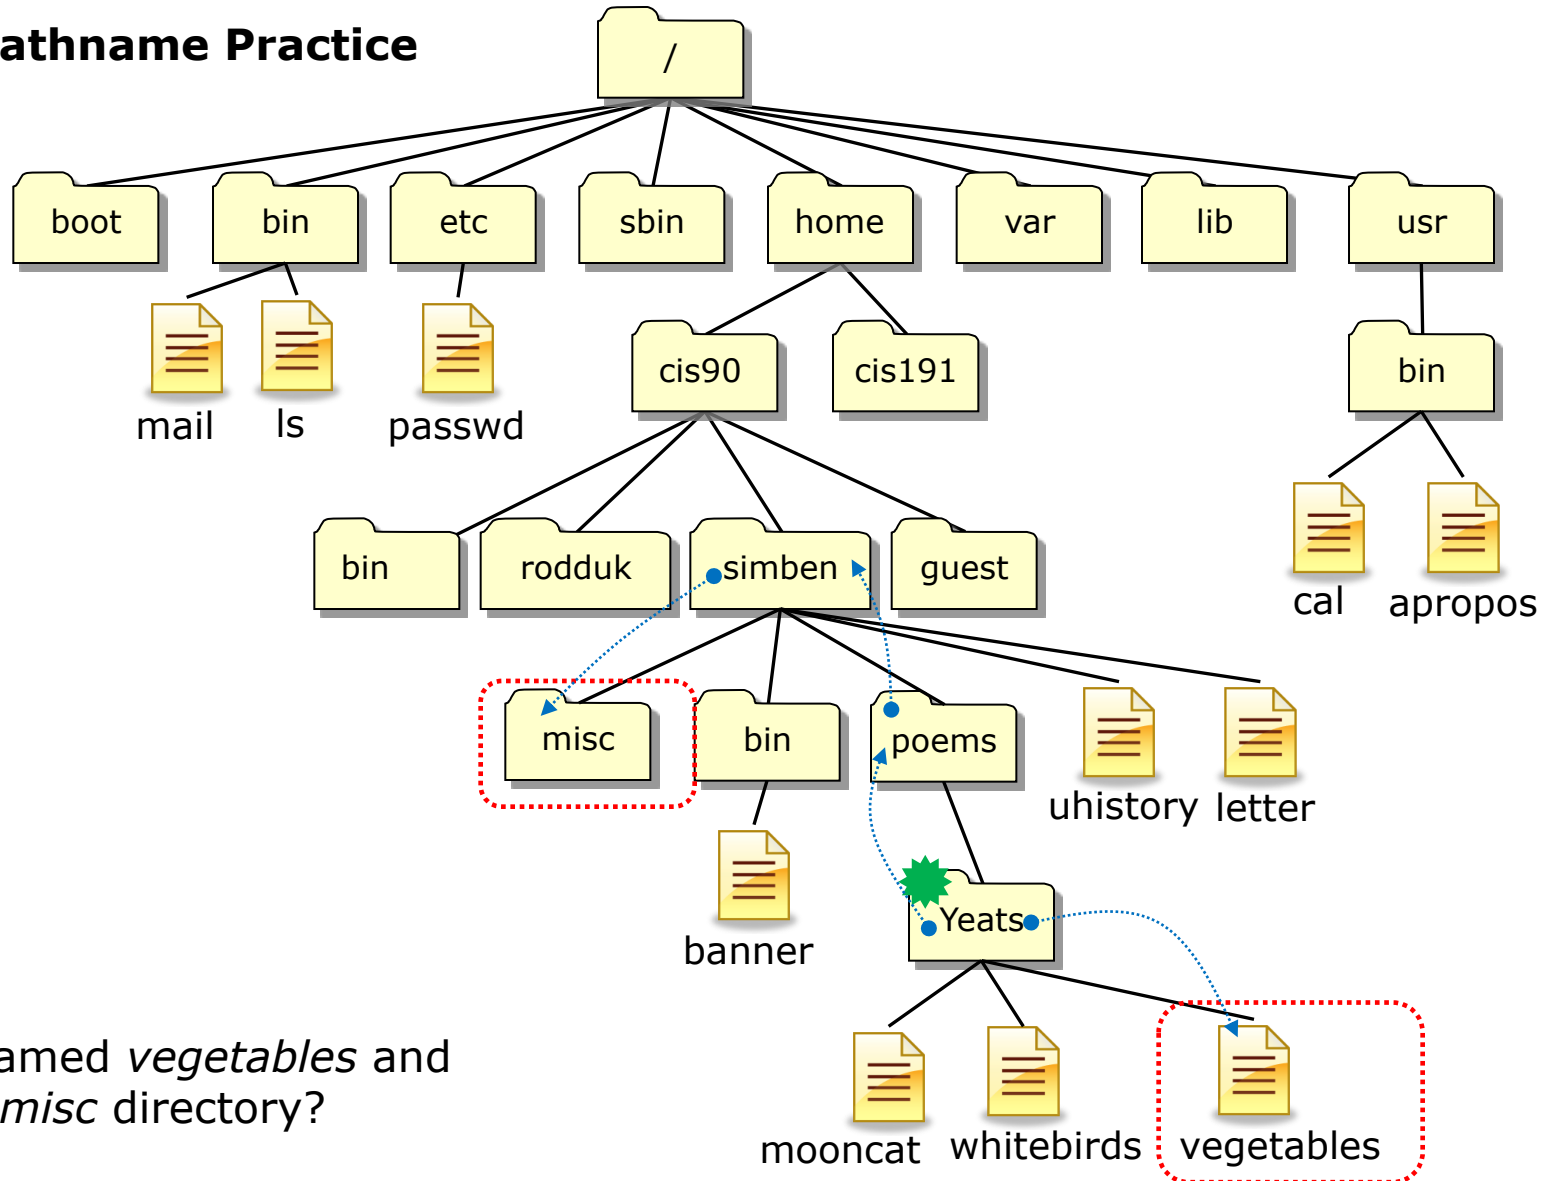 athname Practice
/
boot bin etc sbin home var lib usr
mail ls passwd
cis90 cis191 bin
bin rodduk simben guest
cal apropos
misc bin poems
uhistory letter
banner
Yeats
amed vegetables and
misc directory?
mooncat whitebirds vegetables